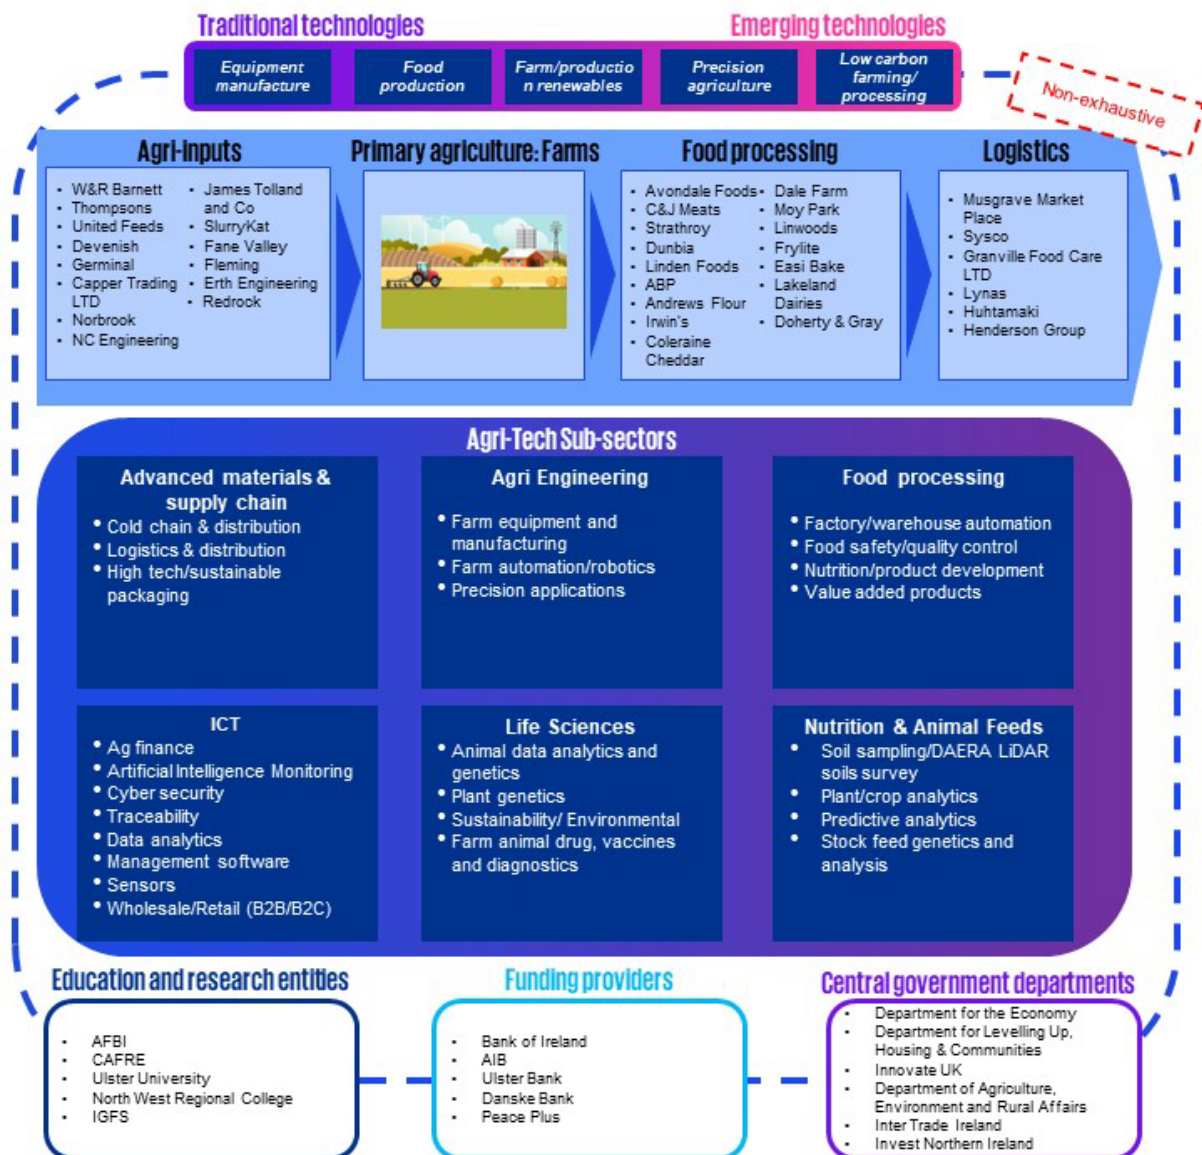 Traditional technologies
Emerging technologies
Equipment
manufacture
Food
production
Farm/productio
n renewables
Precision
agriculture
Low carbon
farming/
processing
Non-exhaustive
Agri-inputs
• W&R Barnett
• Thompsons
• United Feeds
• Devenish
• Germinal
• Capper Trading
LTD
• Norbrook
• NC Engineering
• James Tolland
and Co
• SlurryKat
• Fane Valley
• Fleming
• Erth Engineering
• Redrock
Primary agriculture: Farms
Food processing
• Avondale Foods
• C&J Meats
• Strathroy
• Dunbia
• Linden Foods
• ABP
• Andrews Flour
• Irwin's
• Coleraine
Cheddar
• Dale Farm
• Moy Park
• Linwoods
• Frylite
• Easi Bake
• Lakeland
Dairies
• Doherty & Gray
Logistics
• Musgrave Market
Place
• Sysco
• Granville Food Care
LTD
• Lynas
• Huhtamaki
• Henderson Group
Agri-Tech Sub-sectors
Advanced materials &
supply chain
• Cold chain & distribution
• Logistics & distribution
• High tech/sustainable
packaging
Agri Engineering
• Farm equipment and
manufacturing
• Farm automation/robotics
• Precision applications
Food processing
• Factory/warehouse automation
• Food safety/quality control
• Nutrition/product development
• Value added products
ICT
• Ag finance
• Artificial Intelligence Monitoring
• Cyber security
• Traceability
• Data analytics
• Management software
• Sensors
• Wholesale/Retail (B2B/B2C)
Life Sciences
• Animal data analytics and
genetics
• Plant genetics
• Sustainability/ Environmental
• Farm animal drug, vaccines
and diagnostics
Nutrition & Animal Feeds
• Soil sampling/DAERA LiDAR
soils survey
• Plant/crop analytics
• Predictive analytics
• Stock feed genetics and
analysis
Education and research entities
• AFBI
• CAFRE
• Ulster University
• North West Regional College
• IGFS
Funding providers
• Bank of Ireland
• AIB
• Ulster Bank
• Danske Bank
• Peace Plus
Central government departments
• Department for the Economy
• Department for Levelling Up,
Housing & Communities
• Innovate UK
• Department of Agriculture,
Environment and Rural Affairs
• Inter Trade Ireland
• Invest Northern Ireland